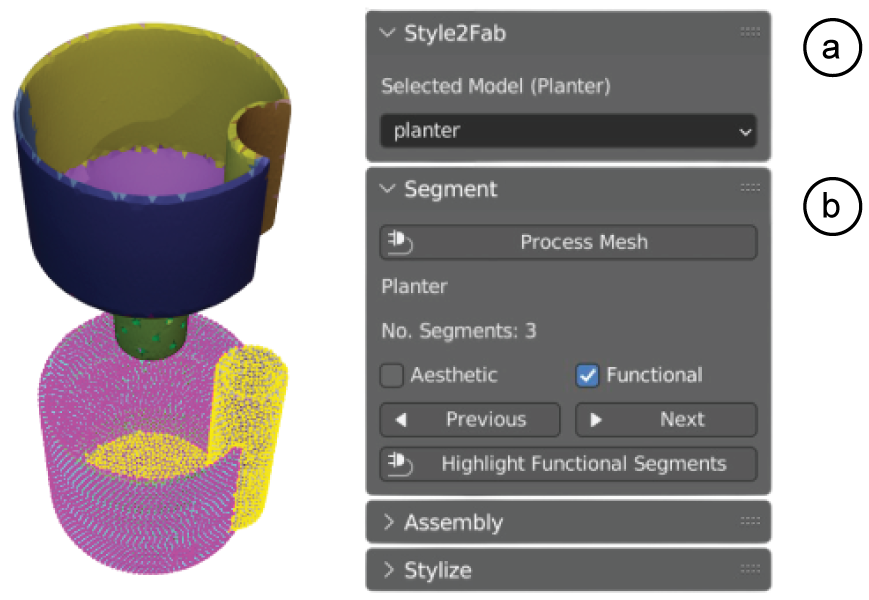 Style2Fab
a
Selected Model (Planter)
planter
Segment
b
Process Mesh
Planter
No. Segments: 3
Aesthetic Functional
Previous Next
Highlight Functional Segments
Assembly
Stylize